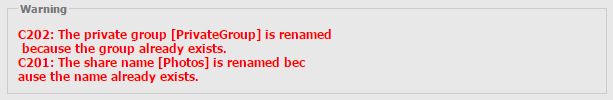 Warning
C202: The private group [PrivateGroup] is renamed
because the group already exists.
C201: The share name [Photos] is renamed bec
ause the name already exists.